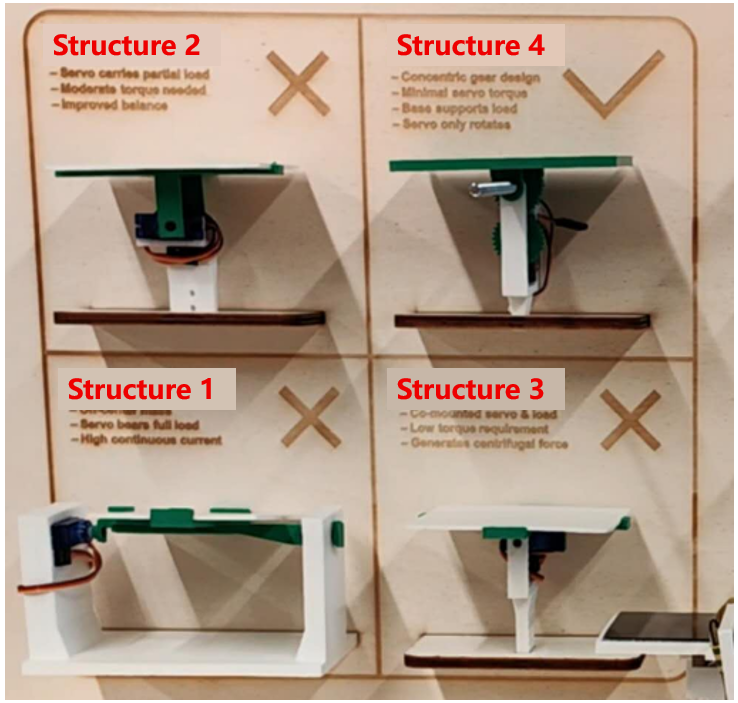 Structure 2
– Servo carries partial load
– Moderate torque needed
– Improved balance
Structure 4
– Concentric gear design
– Minimal servo torque
– Base supports load
– Servo only rotates
Structure 1
– Servo bears full load
– High continuous current
Structure 3
– Co-mounted servo & load
– Low torque requirement
– Generates centrifugal force